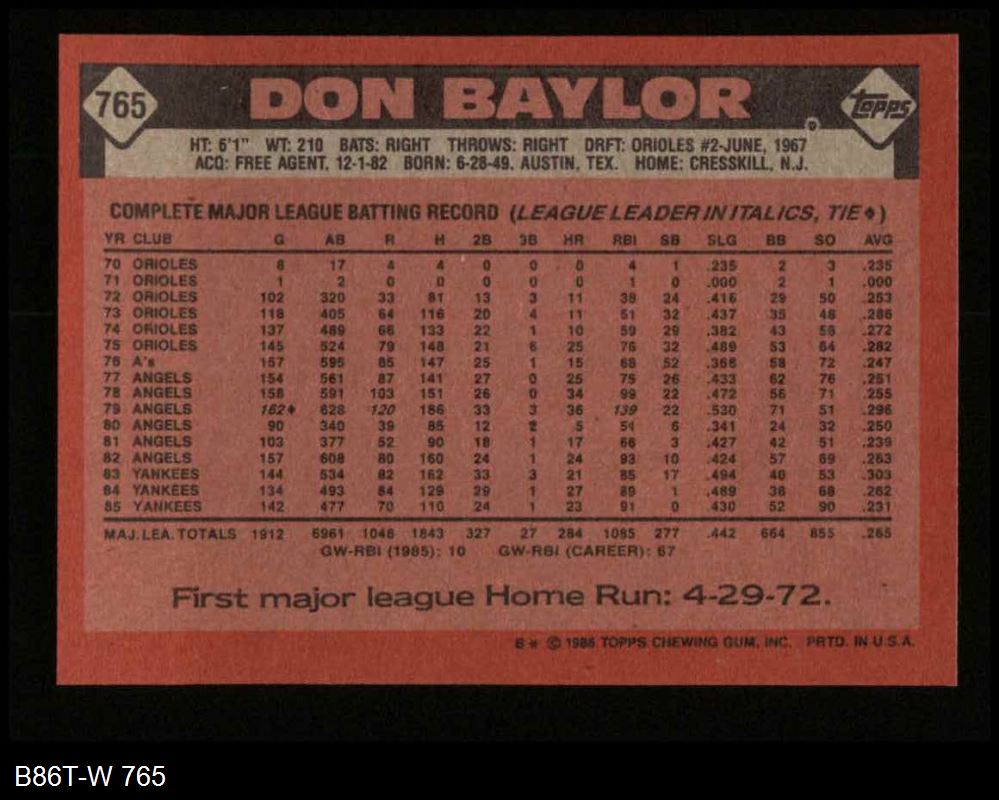 765 DON BAYLOR Topps
HT: 6'1" WT: 210 BATS: RIGHT THROWS: RIGHT DRFT: ORIOLES #2-JUNE, 1967
ACQ: FREE AGENT, 12-1-82 BORN: 6-28-49, AUSTIN, TEX. HOME: CRESSKILL, N.J.
COMPLETE MAJOR LEAGUE BATTING RECORD (LEAGUE LEADER IN ITALICS, TIE♦)
YR CLUB G AB R H 2B 3B HR RBI SB SLG BB SO AVG
70 ORIOLES 8 17 4 4 0 0 0 4 1 .235 2 3 .235
71 ORIOLES 1 2 0 0 0 0 0 1 0 .000 2 1 .000
72 ORIOLES 102 320 33 81 13 3 11 38 24 .416 29 50 .253
73 ORIOLES 118 405 64 116 20 4 11 51 32 .437 35 48 .286
74 ORIOLES 137 489 66 133 22 1 10 59 29 .382 43 56 .272
75 ORIOLES 145 524 79 148 21 6 25 76 32 .489 53 64 .282
76 A's 157 595 85 147 25 1 15 68 52 .368 58 72 .247
77 ANGELS 154 561 87 141 27 0 25 75 26 .433 62 76 .251
78 ANGELS 158 591 103 151 26 0 34 99 22 .472 56 71 .255
79 ANGELS 162♦ 628 120 186 33 3 36 139 22 .530 71 51 .296
80 ANGELS 90 340 39 85 12 2 5 51 6 .341 24 32 .250
81 ANGELS 103 377 52 90 18 1 17 66 3 .427 42 51 .239
82 ANGELS 157 608 80 160 24 1 24 93 10 .424 57 69 .263
83 YANKEES 144 534 82 162 33 3 21 85 17 .494 40 53 .303
84 YANKEES 134 493 84 129 29 1 27 89 1 .489 38 68 .262
85 YANKEES 142 477 70 110 24 1 23 91 0 .430 52 90 .231
MAJ. LEA. TOTALS 1912 6961 1048 1843 327 27 284 1085 277 .442 664 855 .265
GW-RBI (1985): 10 GW-RBI (CAREER): 67
First major league Home Run: 4-29-72.
B* © 1986 TOPPS CHEWING GUM, INC. PRTD. IN U.S.A.
B86T-W 765